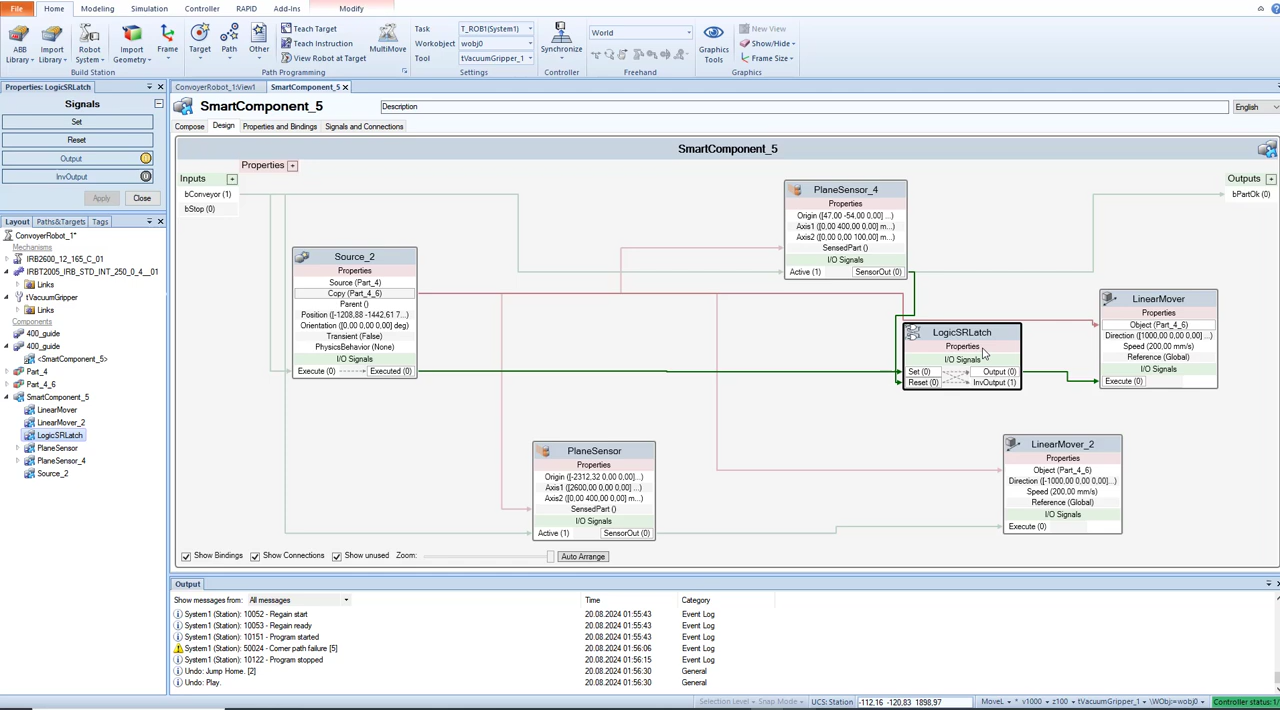 File Home Modeling Simulation Controller RAPID Add-Ins Modify
ABB Library
Import Library
Robot System
Import Geometry
Frame
Build Station
Target
Path
Other
Teach Target
Teach Instruction
View Robot at Target
MultiMove
Path Programming
Task T_ROB1(System1)
Workobject wobj0
Tool tVacuumGripper_1
Settings
Synchronize
Controller
World
Freehand
Graphics Tools
New View
Show/Hide
Frame Size
Graphics
Properties: LogicSRLatch
Signals
Set
Reset
Output
InvOutput
Apply Close
Layout Paths&Targets Tags
ConvoyerRobot_1*
Mechanisms
IRB2600_12_165_C_01
IRBT2005_IRB_STD_INT_250_0_4__01
Links
tVacuumGripper
Links
Components
400_guide
400_guide
<SmartComponent_5>
Part_4
Part_4_6
SmartComponent_5
LinearMover
LinearMover_2
LogicSRLatch
PlaneSensor
PlaneSensor_4
Source_2
ConvoyerRobot_1:View1 SmartComponent_5
SmartComponent_5 Description English
Compose Design Properties and Bindings Signals and Connections
SmartComponent_5
Properties +
Inputs +
bConveyor (1)
bStop (0)
Outputs +
bPartOk (0)
Source_2
Properties
Source (Part_4)
Copy (Part_4_6)
Parent ()
Position ([-1208,88 -1442,61 7...
Orientation ([0,00 0,00 0,00] deg)
Transient (False)
PhysicsBehavior (None)
I/O Signals
Execute (0) Executed (0)
PlaneSensor_4
Properties
Origin ([47,00 -54,00 0,00] ...)
Axis1 ([0,00 400,00 0,00] m...
Axis2 ([0,00 0,00 100,00] m...
SensedPart ()
I/O Signals
Active (1) SensorOut (0)
LogicSRLatch
Properties
I/O Signals
Set (0) Output (0)
Reset (0) InvOutput (1)
LinearMover
Properties
Object (Part_4_6)
Direction ([1000,00 0,00 0,00]...
Speed (200,00 mm/s)
Reference (Global)
I/O Signals
Execute (0)
PlaneSensor
Properties
Origin ([-2312,32 0,00 0,00]...)
Axis1 ([2600,00 0,00 0,00] ...)
Axis2 ([0,00 400,00 0,00] m...
SensedPart ()
I/O Signals
Active (1) SensorOut (0)
LinearMover_2
Properties
Object (Part_4_6)
Direction ([-1000,00 0,00 0,00]...)
Speed (200,00 mm/s)
Reference (Global)
I/O Signals
Execute (0)
Show Bindings Show Connections Show unused Zoom: Auto Arrange
Output
Show messages from: All messages Time Category
System1 (Station): 10052 - Regain start 20.08.2024 01:55:43 Event Log
System1 (Station): 10053 - Regain ready 20.08.2024 01:55:43 Event Log
System1 (Station): 10151 - Program started 20.08.2024 01:55:43 Event Log
System1 (Station): 50024 - Corner path failure [5] 20.08.2024 01:56:06 Event Log
System1 (Station): 10122 - Program stopped 20.08.2024 01:56:15 Event Log
Undo: Jump Home. [2] 20.08.2024 01:56:30 General
Undo: Play. 20.08.2024 01:56:30 General
Selection Level Snap Mode UCS: Station -112,16 -120,83 1898,97 MoveL * v1000 z100 tVacuumGripper_1 \WObj:=wobj0 Controller status: 1/